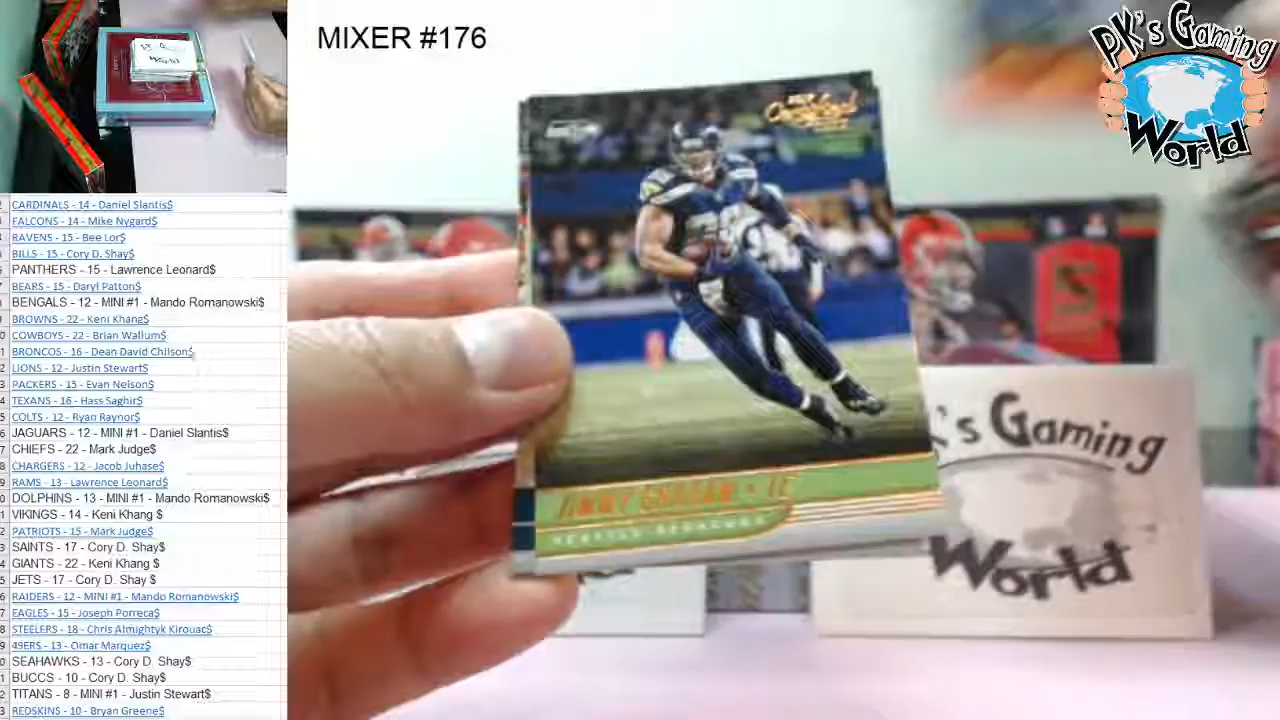 MIXER #176
PK's Gaming
World
CARDINALS - 14 - Daniel Slantis$
FALCONS - 14 - Mike Nygard$
RAVENS - 15 - Bee Lor$
BILLS - 15 - Cory D. Shay$
PANTHERS - 15 - Lawrence Leonard$
BEARS - 15 - Daryl Patton$
BENGALS - 12 - MINI #1 - Mando Romanowski$
BROWNS - 22 - Keni Khang$
COWBOYS - 22 - Brian Wallum$
BRONCOS - 16 - Dean David Chilson$
LIONS - 12 - Justin Stewart$
PACKERS - 15 - Evan Nelson$
TEXANS - 16 - Hass Saghir$
COLTS - 12 - Ryan Raynor$
JAGUARS - 12 - MINI #1 - Daniel Slantis$
CHIEFS - 22 - Mark Judge$
CHARGERS - 12 - Jacob Juhase$
RAMS - 13 - Lawrence Leonard$
DOLPHINS - 13 - MINI #1 - Mando Romanowski$
VIKINGS - 14 - Keni Khang $
PATRIOTS - 15 - Mark Judge$
SAINTS - 17 - Cory D. Shay$
GIANTS - 22 - Keni Khang $
JETS - 17 - Cory D. Shay $
RAIDERS - 12 - MINI #1 - Mando Romanowski$
EAGLES - 15 - Joseph Porreca$
STEELERS - 18 - Chris Almightyk Kirouac$
49ERS - 13 - Omar Marquez$
SEAHAWKS - 13 - Cory D. Shay$
BUCCS - 10 - Cory D. Shay$
TITANS - 8 - MINI #1 - Justin Stewart$
REDSKINS - 10 - Bryan Greene$
JIMMY GRAHAM - TE
SEATTLE SEAHAWKS
K's Gaming
World